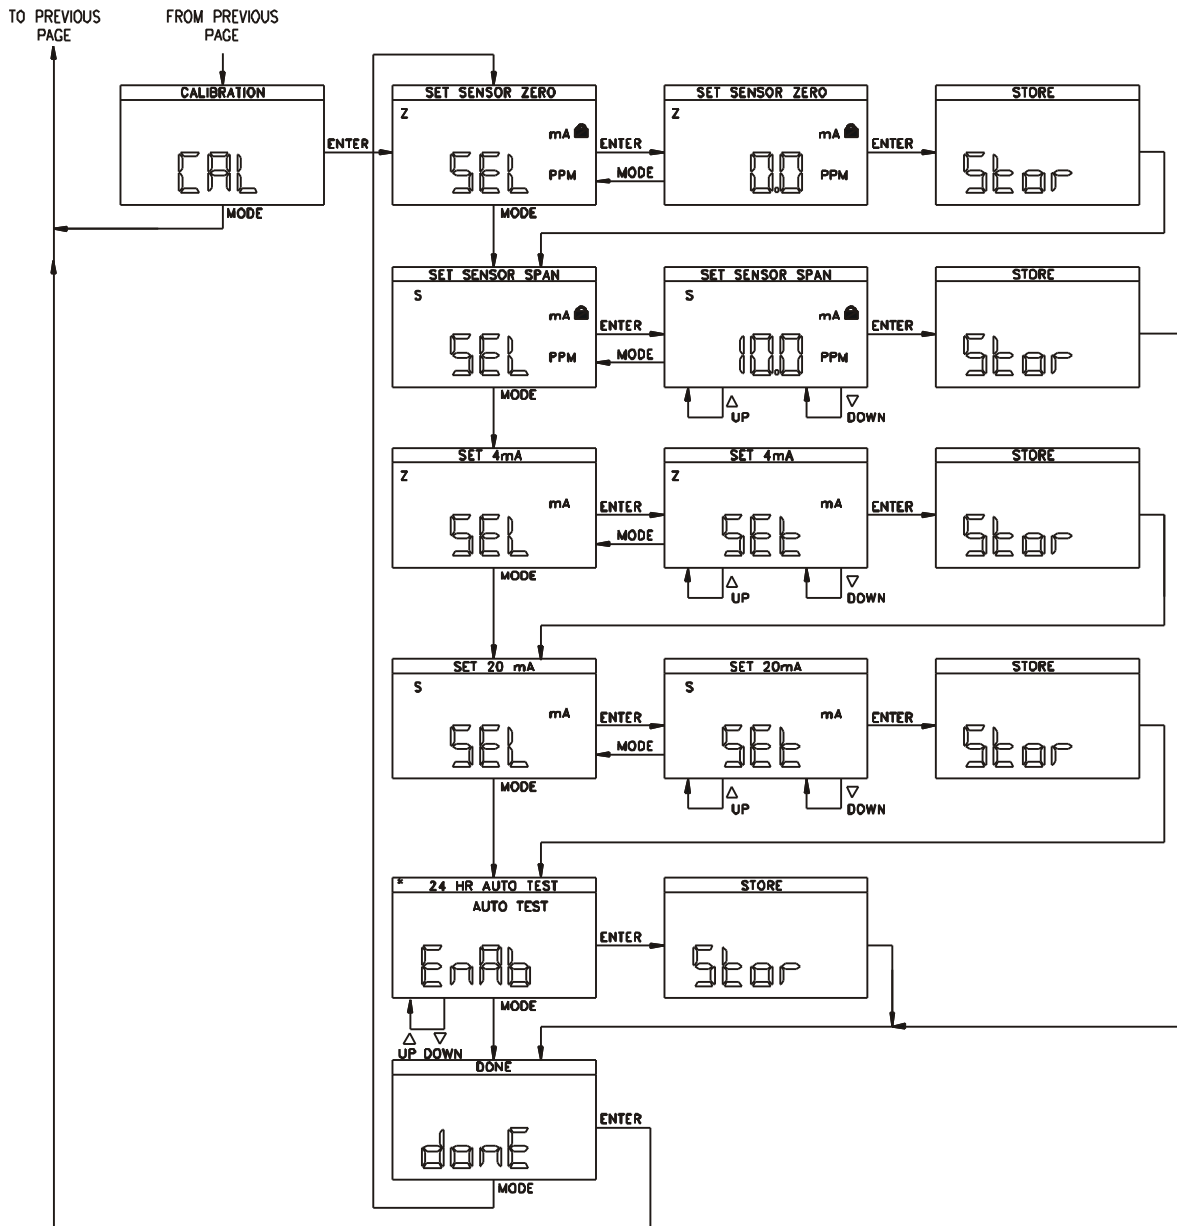 TO PREVIOUS
PAGE
FROM PREVIOUS
PAGE
CALIBRATION
CAL
MODE
ENTER
SET SENSOR ZERO
Z
mA
SEL
PPM
MODE
ENTER
MODE
SET SENSOR ZERO
Z
mA
0.0
PPM
ENTER
STORE
Stor
SET SENSOR SPAN
S
mA
SEL
PPM
MODE
ENTER
MODE
SET SENSOR SPAN
S
mA
10.0
PPM
UP
DOWN
ENTER
STORE
Stor
SET 4mA
Z
mA
SEL
MODE
ENTER
MODE
SET 4mA
Z
mA
SEt
UP
DOWN
ENTER
STORE
Stor
SET 20 mA
S
mA
SEL
MODE
ENTER
MODE
SET 20mA
S
mA
SEt
UP
DOWN
ENTER
STORE
Stor
* 24 HR AUTO TEST
AUTO TEST
EnAb
MODE
UP DOWN
ENTER
STORE
Stor
DONE
donE
MODE
ENTER